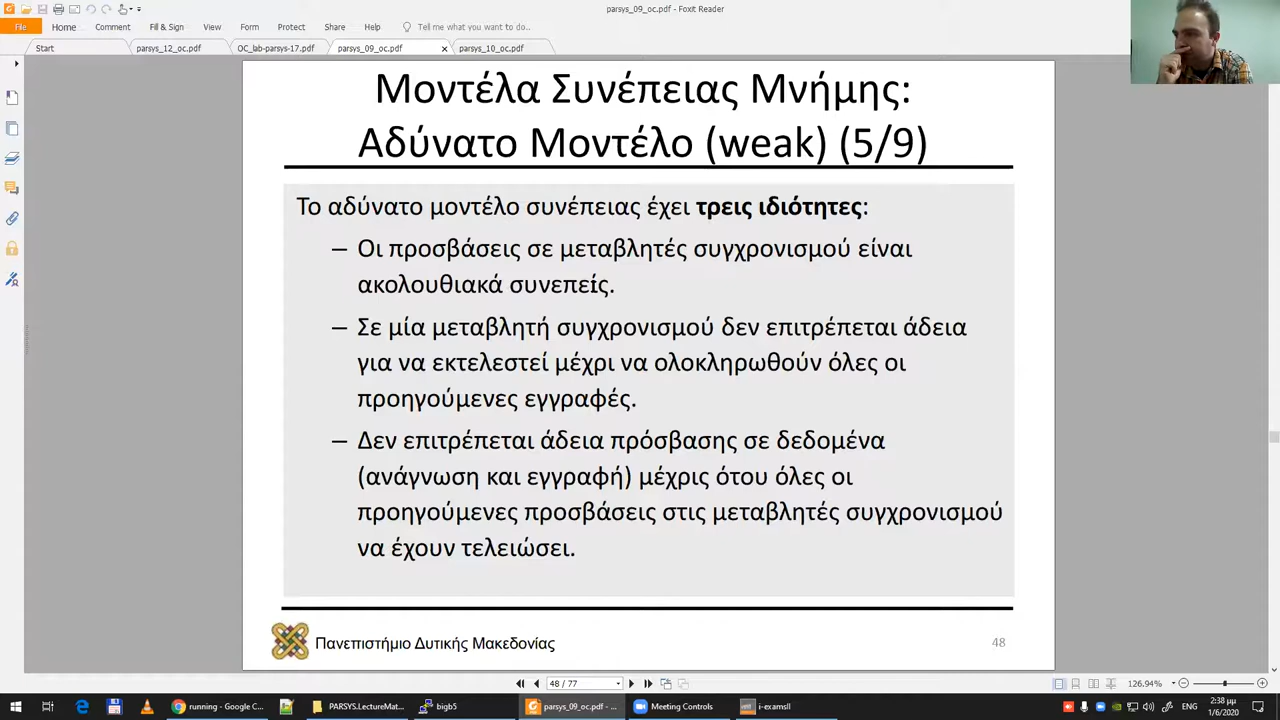 parsys_09_oc.pdf - Foxit Reader
File Home Comment Fill & Sign View Form Protect Share Help Tell me what you want to do...
Start parsys_12_oc.pdf OC_lab-parsys-17.pdf parsys_09_oc.pdf parsys_10_oc.pdf
Μοντέλα Συνέπειας Μνήμης:
Αδύνατο Μοντέλο (weak) (5/9)
Το αδύνατο μοντέλο συνέπειας έχει τρεις ιδιότητες:
– Οι προσβάσεις σε μεταβλητές συγχρονισμού είναι
ακολουθιακά συνεπείς.
– Σε μία μεταβλητή συγχρονισμού δεν επιτρέπεται άδεια
για να εκτελεστεί μέχρι να ολοκληρωθούν όλες οι
προηγούμενες εγγραφές.
– Δεν επιτρέπεται άδεια πρόσβασης σε δεδομένα
(ανάγνωση και εγγραφή) μέχρις ότου όλες οι
προηγούμενες προσβάσεις στις μεταβλητές συγχρονισμού
να έχουν τελειώσει.
Πανεπιστήμιο Δυτικής Μακεδονίας
48
48 / 77
126.94%
running - Google C... PARSYS.LectureMat... bigb5 parsys_09_oc.pdf - ... Meeting Controls i-examsII
2:38 μμ
1/6/2020